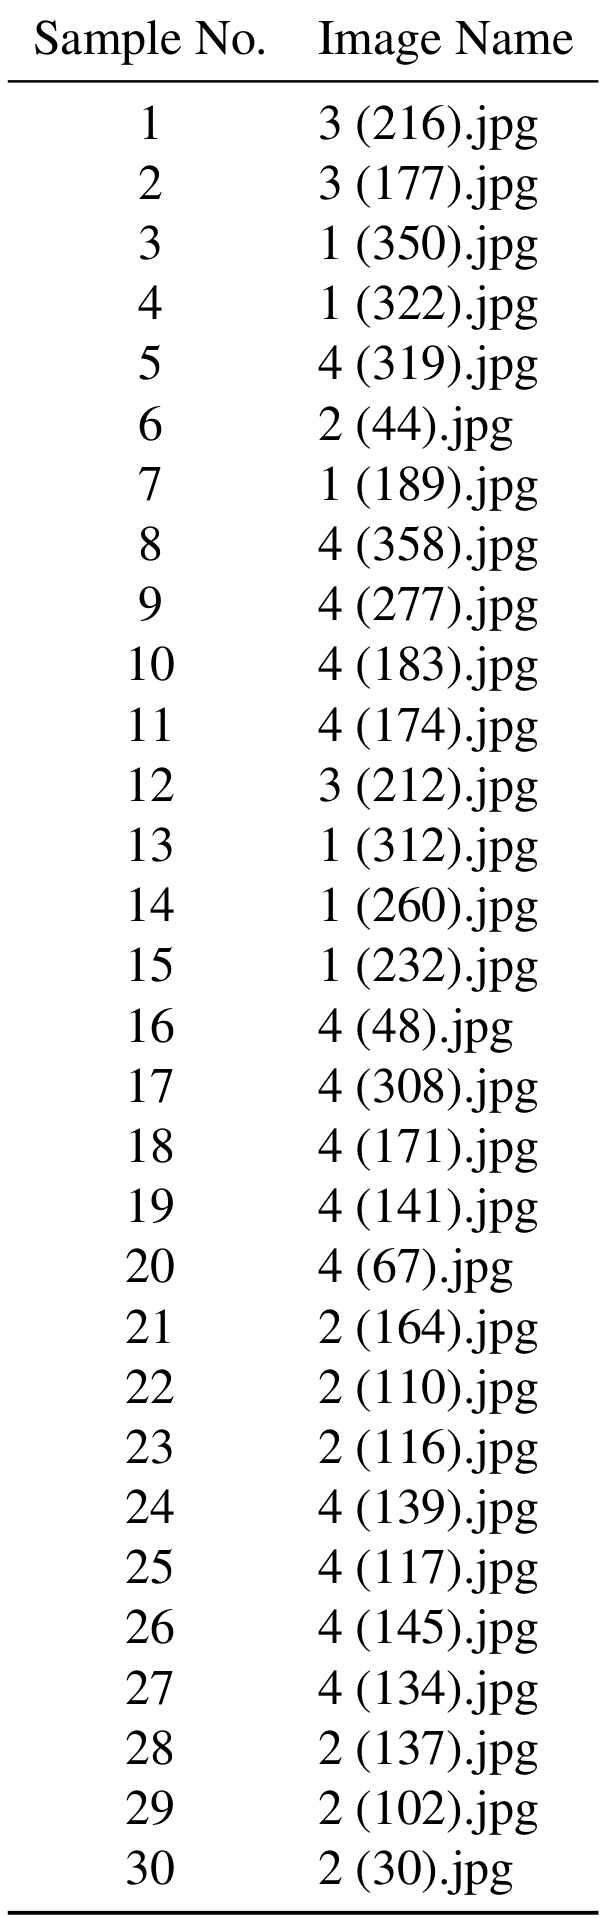 Sample No. Image Name
1 3 (216).jpg
2 3 (177).jpg
3 1 (350).jpg
4 1 (322).jpg
5 4 (319).jpg
6 2 (44).jpg
7 1 (189).jpg
8 4 (358).jpg
9 4 (277).jpg
10 4 (183).jpg
11 4 (174).jpg
12 3 (212).jpg
13 1 (312).jpg
14 1 (260).jpg
15 1 (232).jpg
16 4 (48).jpg
17 4 (308).jpg
18 4 (171).jpg
19 4 (141).jpg
20 4 (67).jpg
21 2 (164).jpg
22 2 (110).jpg
23 2 (116).jpg
24 4 (139).jpg
25 4 (117).jpg
26 4 (145).jpg
27 4 (134).jpg
28 2 (137).jpg
29 2 (102).jpg
30 2 (30).jpg